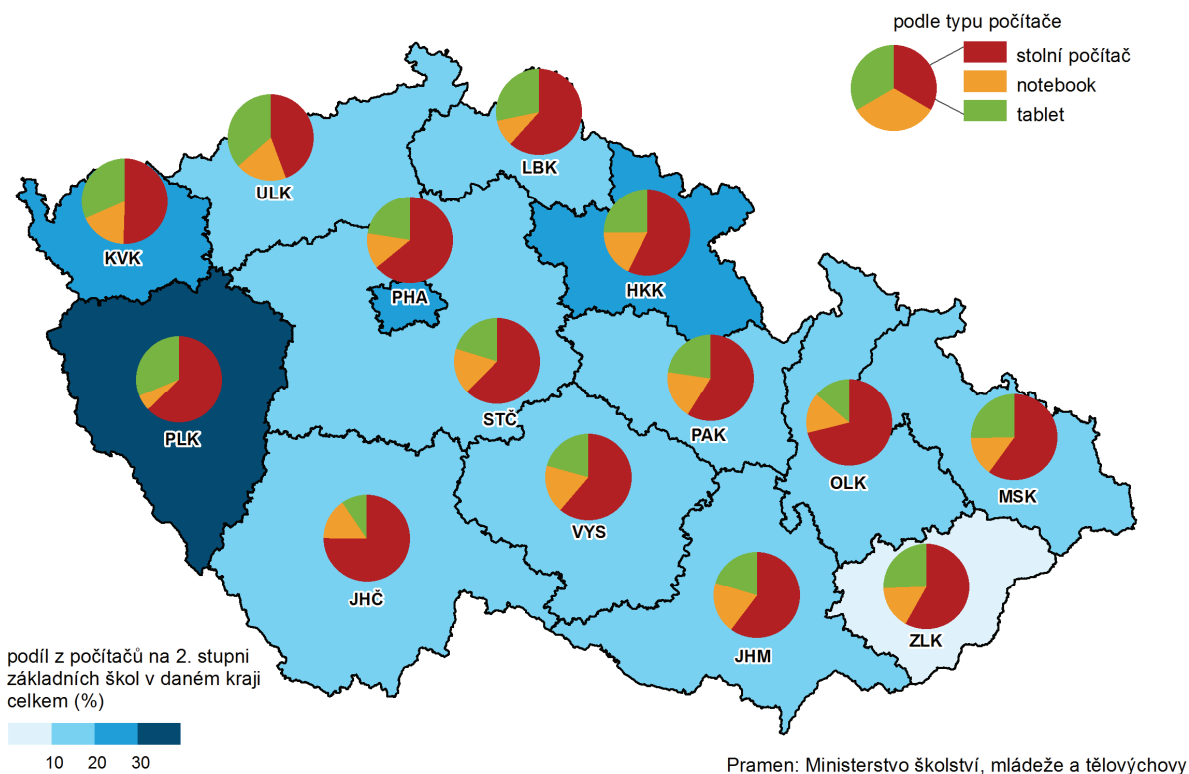 podle typu počítače
stolní počítač
notebook
tablet
LBK
ULK
KVK
PHA
HKK
STČ
PLK
PAK
OLK
MSK
VYS
JHČ
ZLK
JHM
podíl z počítačů na 2. stupni
základních škol v daném kraji
celkem (%)
10 20 30
Pramen: Ministerstvo školství, mládeže a tělovýchovy